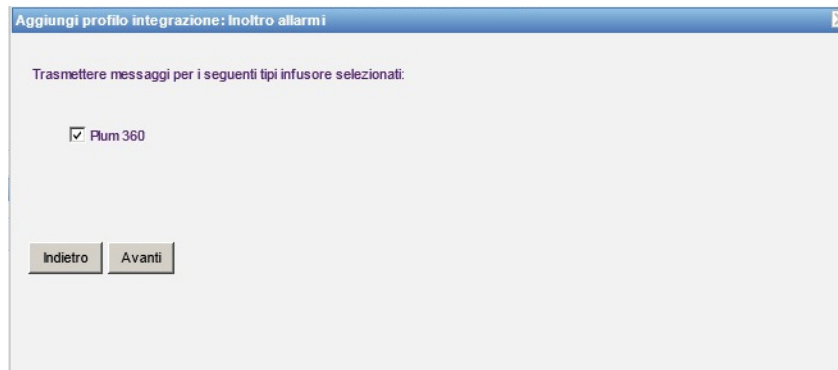 Aggiungi profilo integrazione: Inoltro allarmi
Trasmettere messaggi per i seguenti tipi infusore selezionati:
Plum 360
Indietro Avanti